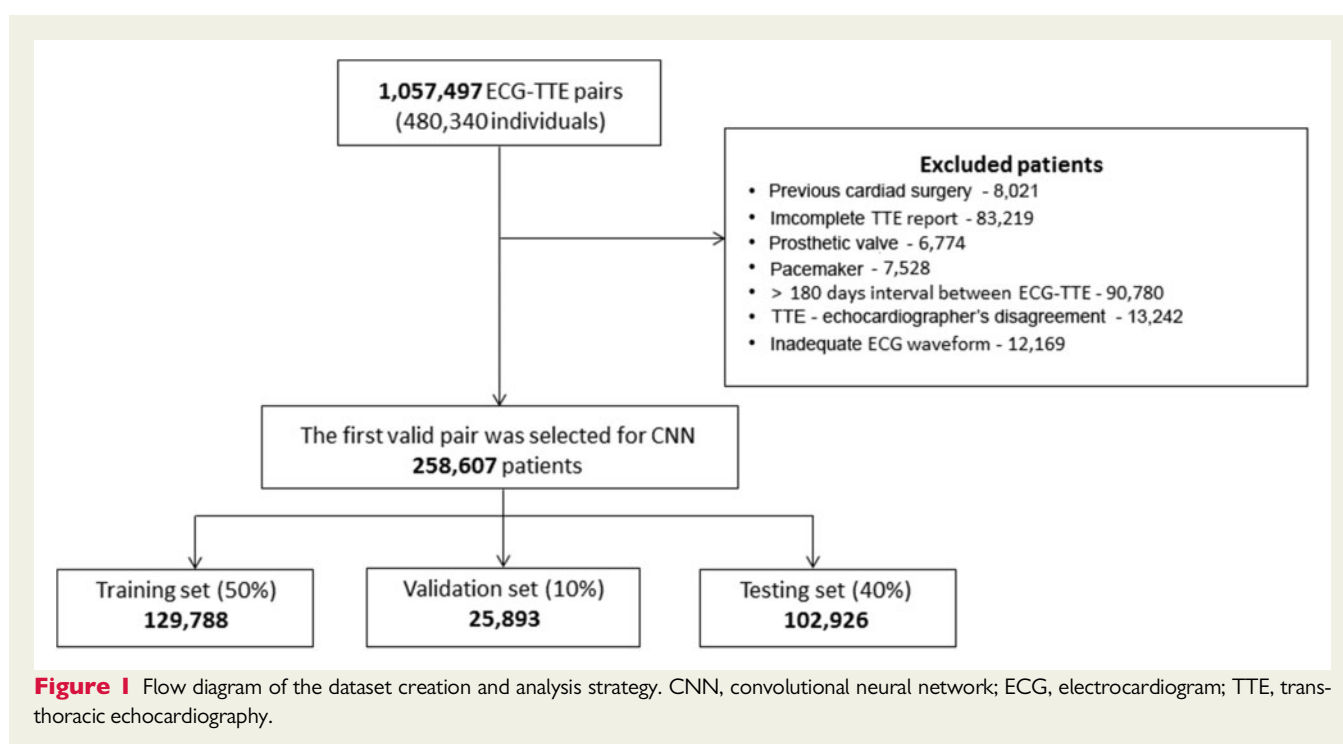 1,057,497 ECG-TTE pairs
(480,340 individuals)
Excluded patients
• Previous cardiad surgery - 8,021
• Imcomplete TTE report - 83,219
• Prosthetic valve - 6,774
• Pacemaker - 7,528
• > 180 days interval between ECG-TTE - 90,780
• TTE - echocardiographer's disagreement - 13,242
• Inadequate ECG waveform - 12,169
The first valid pair was selected for CNN
258,607 patients
Training set (50%)
129,788
Validation set (10%)
25,893
Testing set (40%)
102,926
Figure 1 Flow diagram of the dataset creation and analysis strategy. CNN, convolutional neural network; ECG, electrocardiogram; TTE, trans-
thoracic echocardiography.